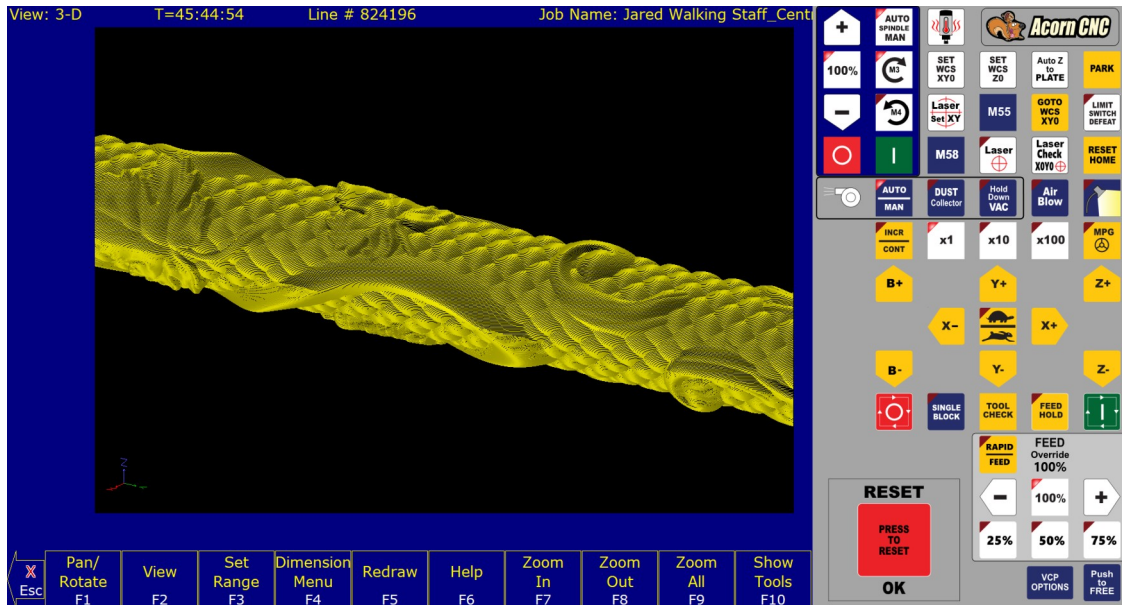 View: 3-D T=45:44:54 Line # 824196 Job Name: Jared Walking Staff_Cent
Z
X
Esc
Pan/
Rotate
F1
View
F2
Set
Range
F3
Dimension
Menu
F4
Redraw
F5
Help
F6
Zoom
In
F7
Zoom
Out
F8
Zoom
All
F9
Show
Tools
F10
+
AUTO
SPINDLE
MAN
Acorn CNC
100%
M3
SET
WCS
XY0
SET
WCS
Z0
Auto Z
to
PLATE
PARK
−
M4
Laser
Set XY
M55
GOTO
WCS
XY0
LIMIT
SWITCH
DEFEAT
M58
Laser
Laser
Check
X0Y0
RESET
HOME
AUTO
MAN
DUST
Collector
Hold
Down
VAC
Air
Blow
INCR
CONT
x1
x10
x100
MPG
B+
Y+
Z+
X−
X+
B-
Y-
Z-
SINGLE
BLOCK
TOOL
CHECK
FEED
HOLD
RAPID
FEED
FEED
Override
100%
−
100%
+
25%
50%
75%
RESET
PRESS
TO
RESET
OK
VCP
OPTIONS
Push
to
FREE